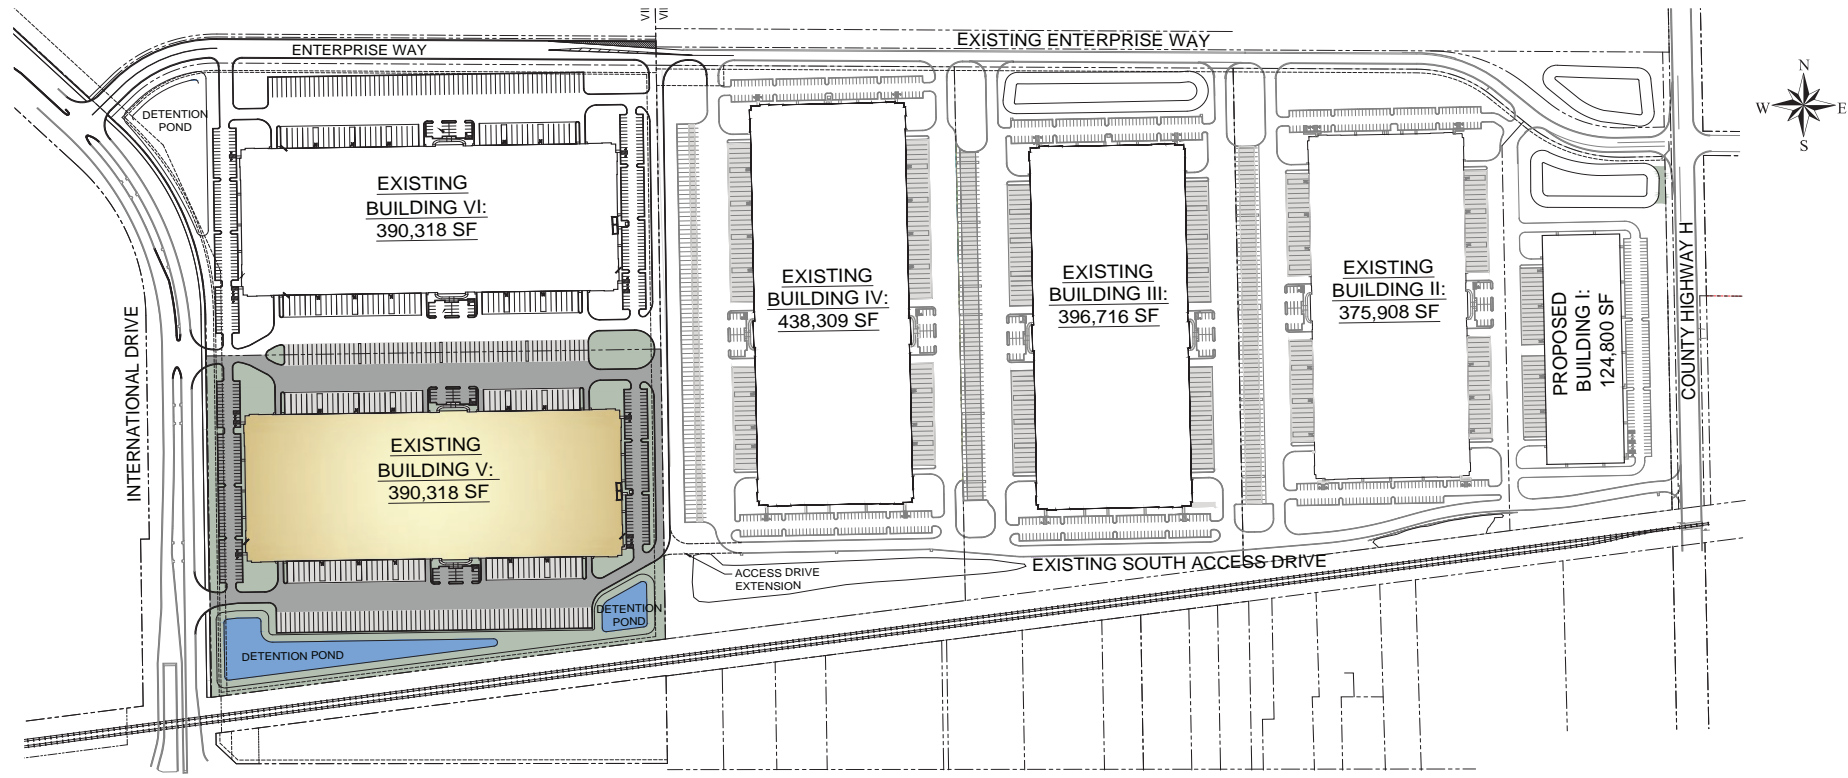 VII
VII
ENTERPRISE WAY
EXISTING ENTERPRISE WAY
N
W
E
S
DETENTION
POND
EXISTING
BUILDING VI:
390,318 SF
EXISTING
BUILDING IV:
438,309 SF
EXISTING
BUILDING III:
396,716 SF
EXISTING
BUILDING II:
375,908 SF
PROPOSED
BUILDING I:
124,800 SF
COUNTY HIGHWAY H
INTERNATIONAL DRIVE
EXISTING
BUILDING V:
390,318 SF
ACCESS DRIVE
EXTENSION
EXISTING SOUTH ACCESS DRIVE
DETENTION
POND
DETENTION POND